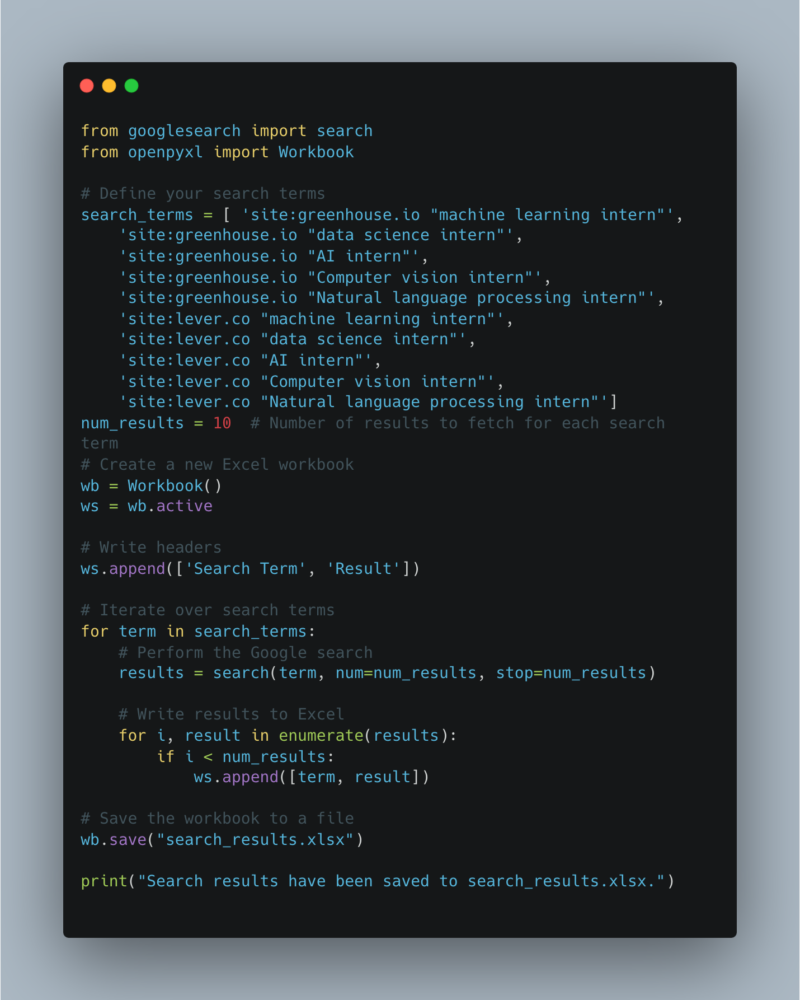 from googlesearch import search
from openpyxl import Workbook

# Define your search terms
search_terms = [ 'site:greenhouse.io "machine learning intern"',
    'site:greenhouse.io "data science intern"',
    'site:greenhouse.io "AI intern"',
    'site:greenhouse.io "Computer vision intern"',
    'site:greenhouse.io "Natural language processing intern"',
    'site:lever.co "machine learning intern"',
    'site:lever.co "data science intern"',
    'site:lever.co "AI intern"',
    'site:lever.co "Computer vision intern"',
    'site:lever.co "Natural language processing intern"']
num_results = 10  # Number of results to fetch for each search
term
# Create a new Excel workbook
wb = Workbook()
ws = wb.active

# Write headers
ws.append(['Search Term', 'Result'])

# Iterate over search terms
for term in search_terms:
    # Perform the Google search
    results = search(term, num=num_results, stop=num_results)

    # Write results to Excel
    for i, result in enumerate(results):
        if i < num_results:
            ws.append([term, result])

# Save the workbook to a file
wb.save("search_results.xlsx")

print("Search results have been saved to search_results.xlsx.")